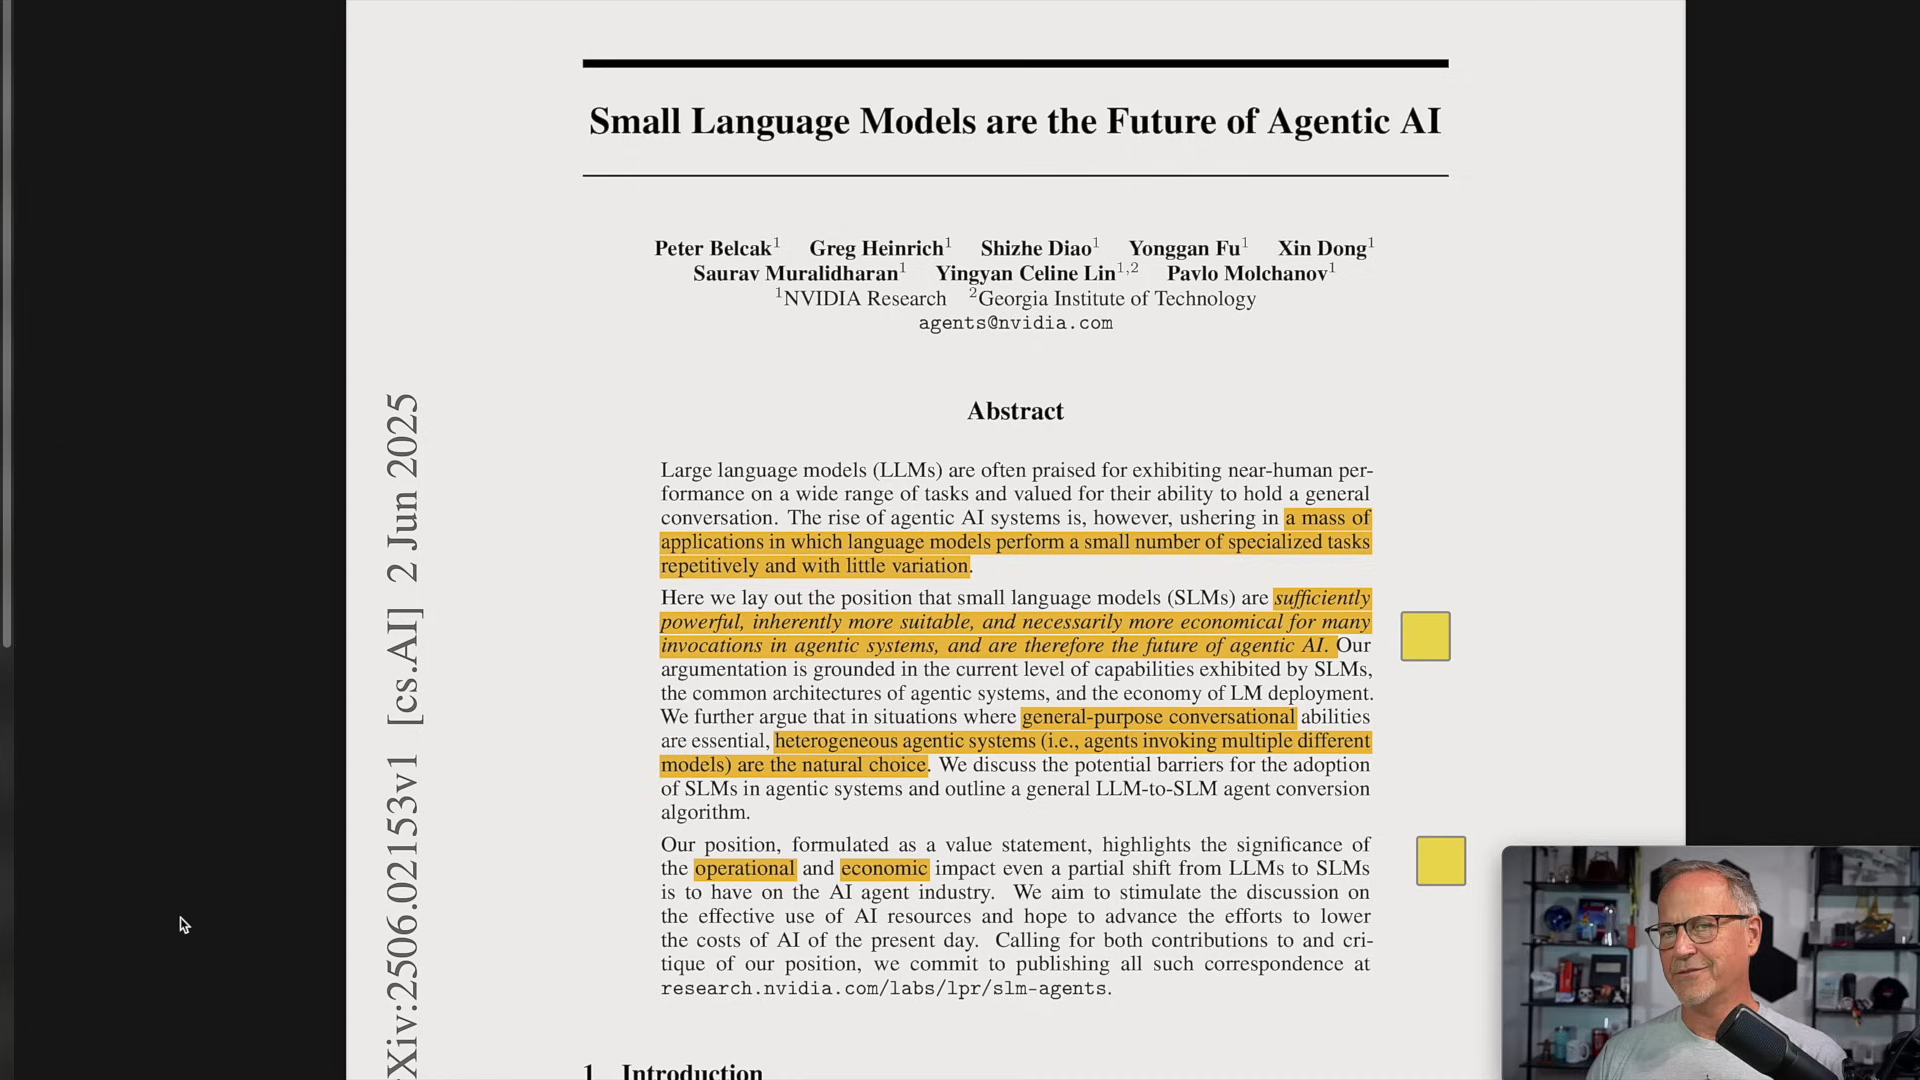 Small Language Models are the Future of Agentic AI
Peter Belcak1 Greg Heinrich1 Shizhe Diao1 Yonggan Fu1 Xin Dong1
Saurav Muralidharan1 Yingyan Celine Lin1,2 Pavlo Molchanov1
1NVIDIA Research 2Georgia Institute of Technology
agents@nvidia.com
Xiv:2506.02153v1 [cs.AI] 2 Jun 2025
Abstract
Large language models (LLMs) are often praised for exhibiting near-human per-
formance on a wide range of tasks and valued for their ability to hold a general
conversation. The rise of agentic AI systems is, however, ushering in a mass of
applications in which language models perform a small number of specialized tasks
repetitively and with little variation.
Here we lay out the position that small language models (SLMs) are sufficiently
powerful, inherently more suitable, and necessarily more economical for many
invocations in agentic systems, and are therefore the future of agentic AI. Our
argumentation is grounded in the current level of capabilities exhibited by SLMs,
the common architectures of agentic systems, and the economy of LM deployment.
We further argue that in situations where general-purpose conversational abilities
are essential, heterogeneous agentic systems (i.e., agents invoking multiple different
models) are the natural choice. We discuss the potential barriers for the adoption
of SLMs in agentic systems and outline a general LLM-to-SLM agent conversion
algorithm.
Our position, formulated as a value statement, highlights the significance of
the operational and economic impact even a partial shift from LLMs to SLMs
is to have on the AI agent industry. We aim to stimulate the discussion on
the effective use of AI resources and hope to advance the efforts to lower
the costs of AI of the present day. Calling for both contributions to and cri-
tique of our position, we commit to publishing all such correspondence at
research.nvidia.com/labs/lpr/slm-agents.
1 Introduction